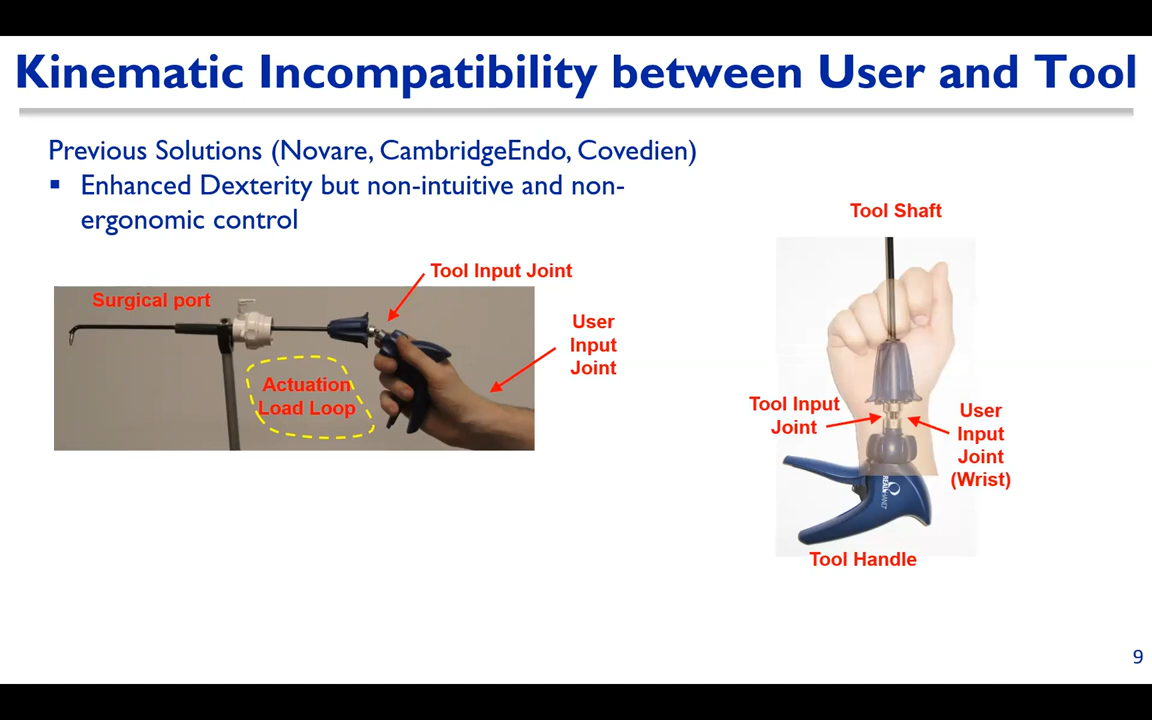 Kinematic Incompatibility between User and Tool
Previous Solutions (Novare, CambridgeEndo, Covedien)
▪ Enhanced Dexterity but non-intuitive and non-
ergonomic control
Tool Shaft
Tool Input Joint
Surgical port
User
Input
Joint
Actuation
Load Loop
Tool Input
Joint
User
Input
Joint
(Wrist)
Tool Handle
9